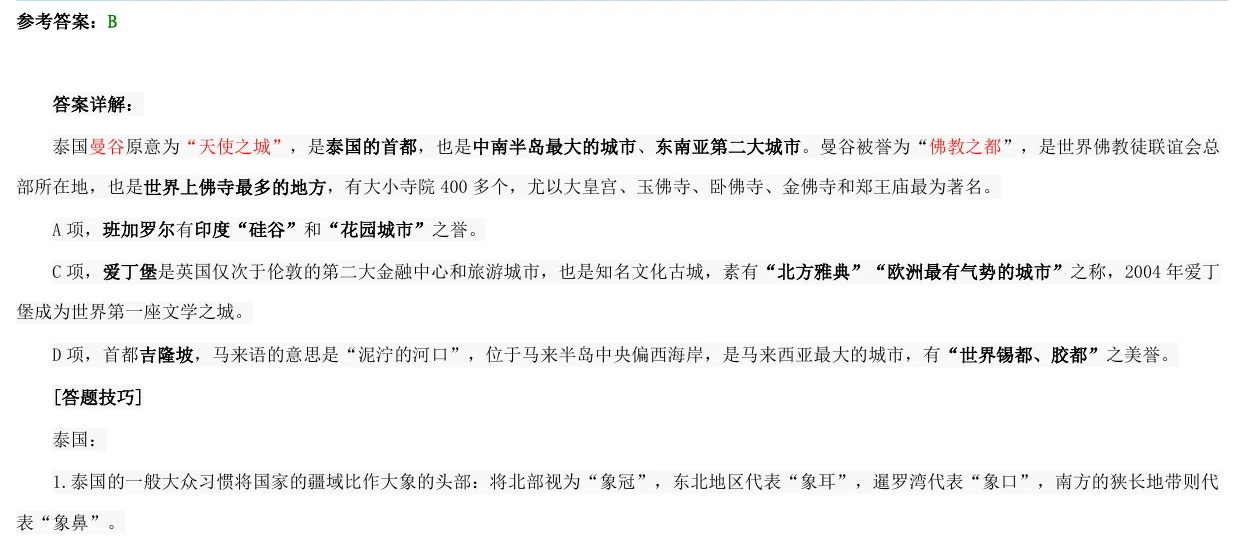 参考答案：B
答案详解：
泰国曼谷原意为“天使之城”，是泰国的首都，也是中南半岛最大的城市、东南亚第二大城市。曼谷被誉为“佛教之都”，是世界佛教徒联谊会总
部所在地，也是世界上佛寺最多的地方，有大小寺院 400 多个，尤以大皇宫、玉佛寺、卧佛寺、金佛寺和郑王庙最为著名。
A 项，班加罗尔有印度“硅谷”和“花园城市”之誉。
C 项，爱丁堡是英国仅次于伦敦的第二大金融中心和旅游城市，也是知名文化古城，素有“北方雅典”“欧洲最有气势的城市”之称，2004 年爱丁
堡成为世界第一座文学之城。
D 项，首都吉隆坡，马来语的意思是“泥泞的河口”，位于马来半岛中央偏西海岸，是马来西亚最大的城市，有“世界锡都、胶都”之美誉。
[答题技巧]
泰国：
1.泰国的一般大众习惯将国家的疆域比作大象的头部：将北部视为“象冠”，东北地区代表“象耳”，暹罗湾代表“象口”，南方的狭长地带则代
表“象鼻”。